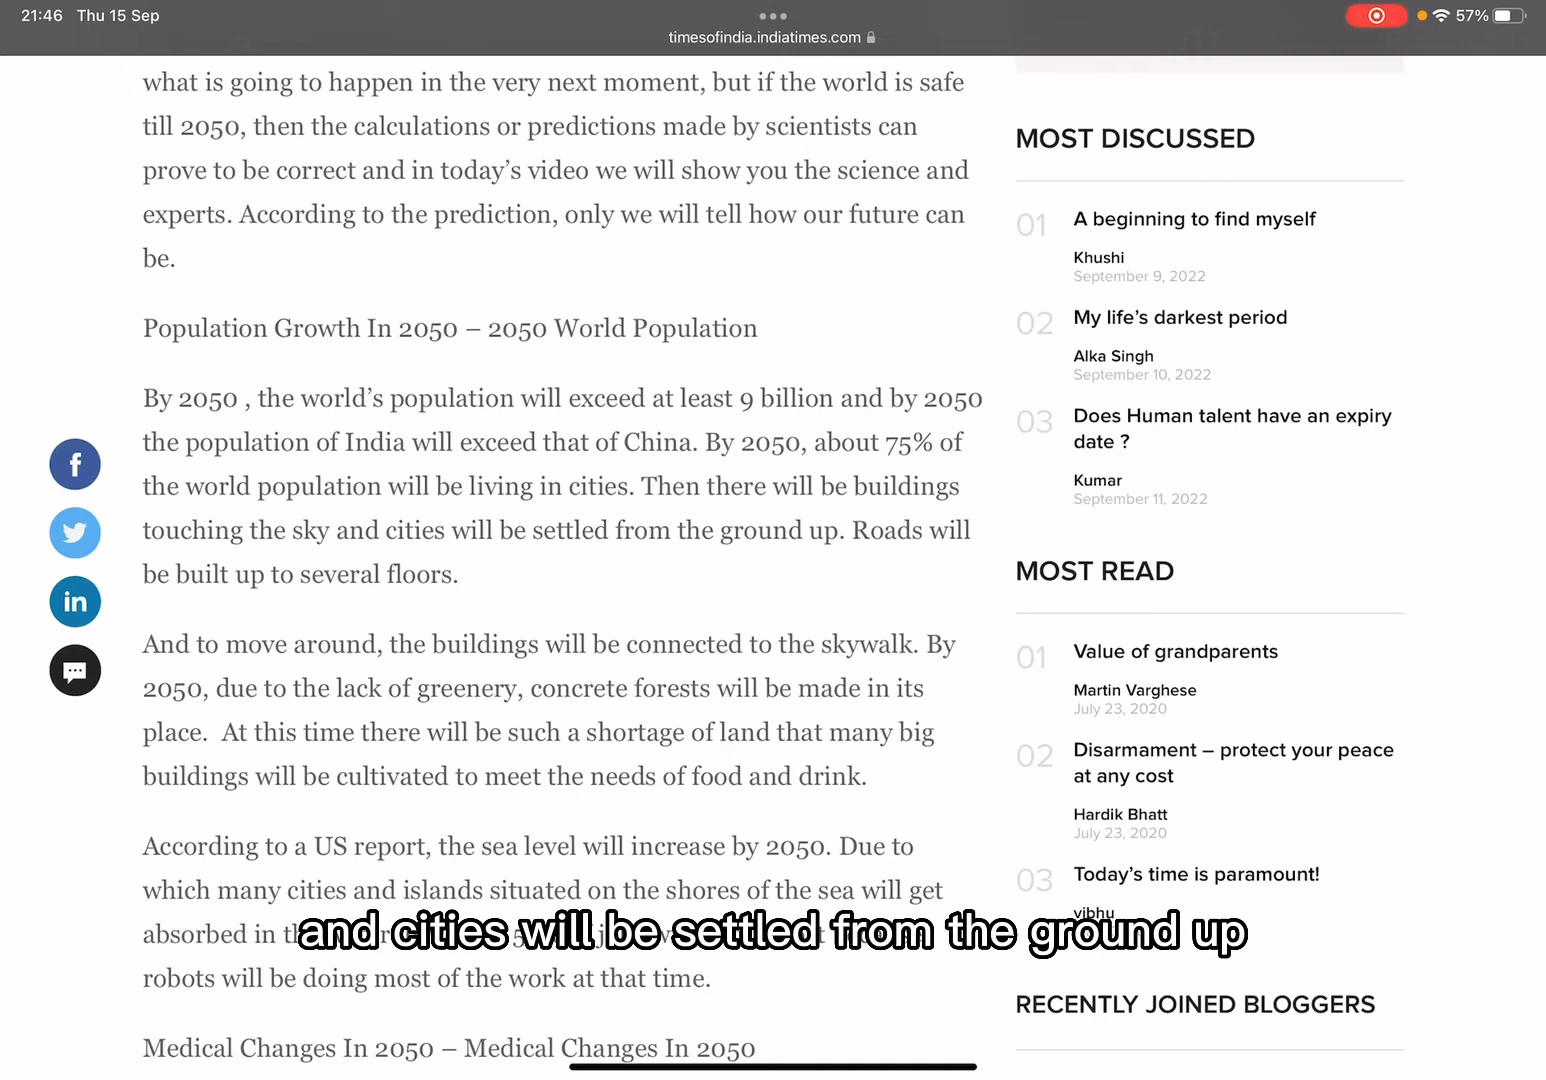 21:46 Thu 15 Sep
57%
timesofindia.indiatimes.com
what is going to happen in the very next moment, but if the world is safe
till 2050, then the calculations or predictions made by scientists can
prove to be correct and in today's video we will show you the science and
experts. According to the prediction, only we will tell how our future can
be.
Population Growth In 2050 – 2050 World Population
By 2050 , the world's population will exceed at least 9 billion and by 2050
the population of India will exceed that of China. By 2050, about 75% of
the world population will be living in cities. Then there will be buildings
touching the sky and cities will be settled from the ground up. Roads will
be built up to several floors.
And to move around, the buildings will be connected to the skywalk. By
2050, due to the lack of greenery, concrete forests will be made in its
place. At this time there will be such a shortage of land that many big
buildings will be cultivated to meet the needs of food and drink.
According to a US report, the sea level will increase by 2050. Due to
which many cities and islands situated on the shores of the sea will get
absorbed in
robots will be doing most of the work at that time.
Medical Changes In 2050 – Medical Changes In 2050
f
in
MOST DISCUSSED
01 A beginning to find myself
Khushi
September 9, 2022
02 My life's darkest period
Alka Singh
September 10, 2022
03 Does Human talent have an expiry
date ?
Kumar
September 11, 2022
MOST READ
01 Value of grandparents
Martin Varghese
July 23, 2020
02 Disarmament – protect your peace
at any cost
Hardik Bhatt
July 23, 2020
03 Today's time is paramount!
vibhu
RECENTLY JOINED BLOGGERS
and cities will be settled from the ground up